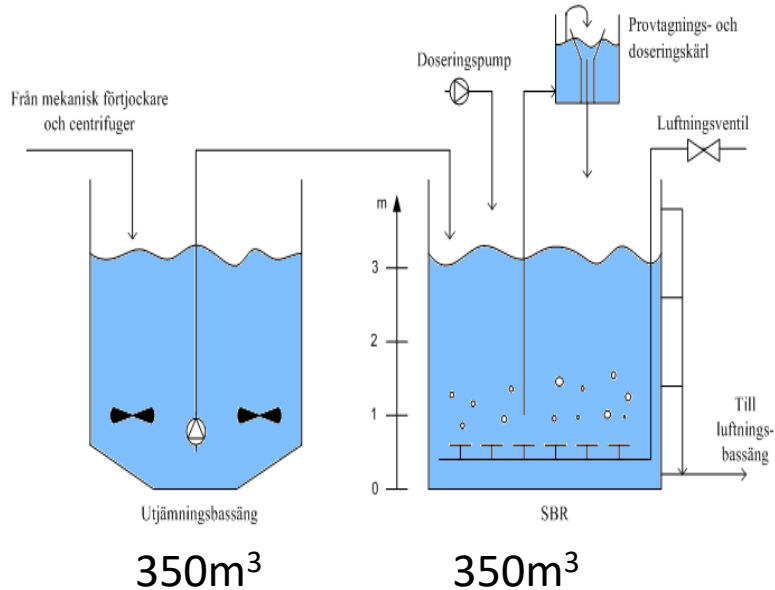 Provtagnings- och
doseringskärl
Doseringspump
Från mekanisk förtjockare
och centrifuger
Luftningsventil
m
3
2
1
0
Till
luftnings-
bassäng
Utjämningsbassäng
SBR
350m³
350m³